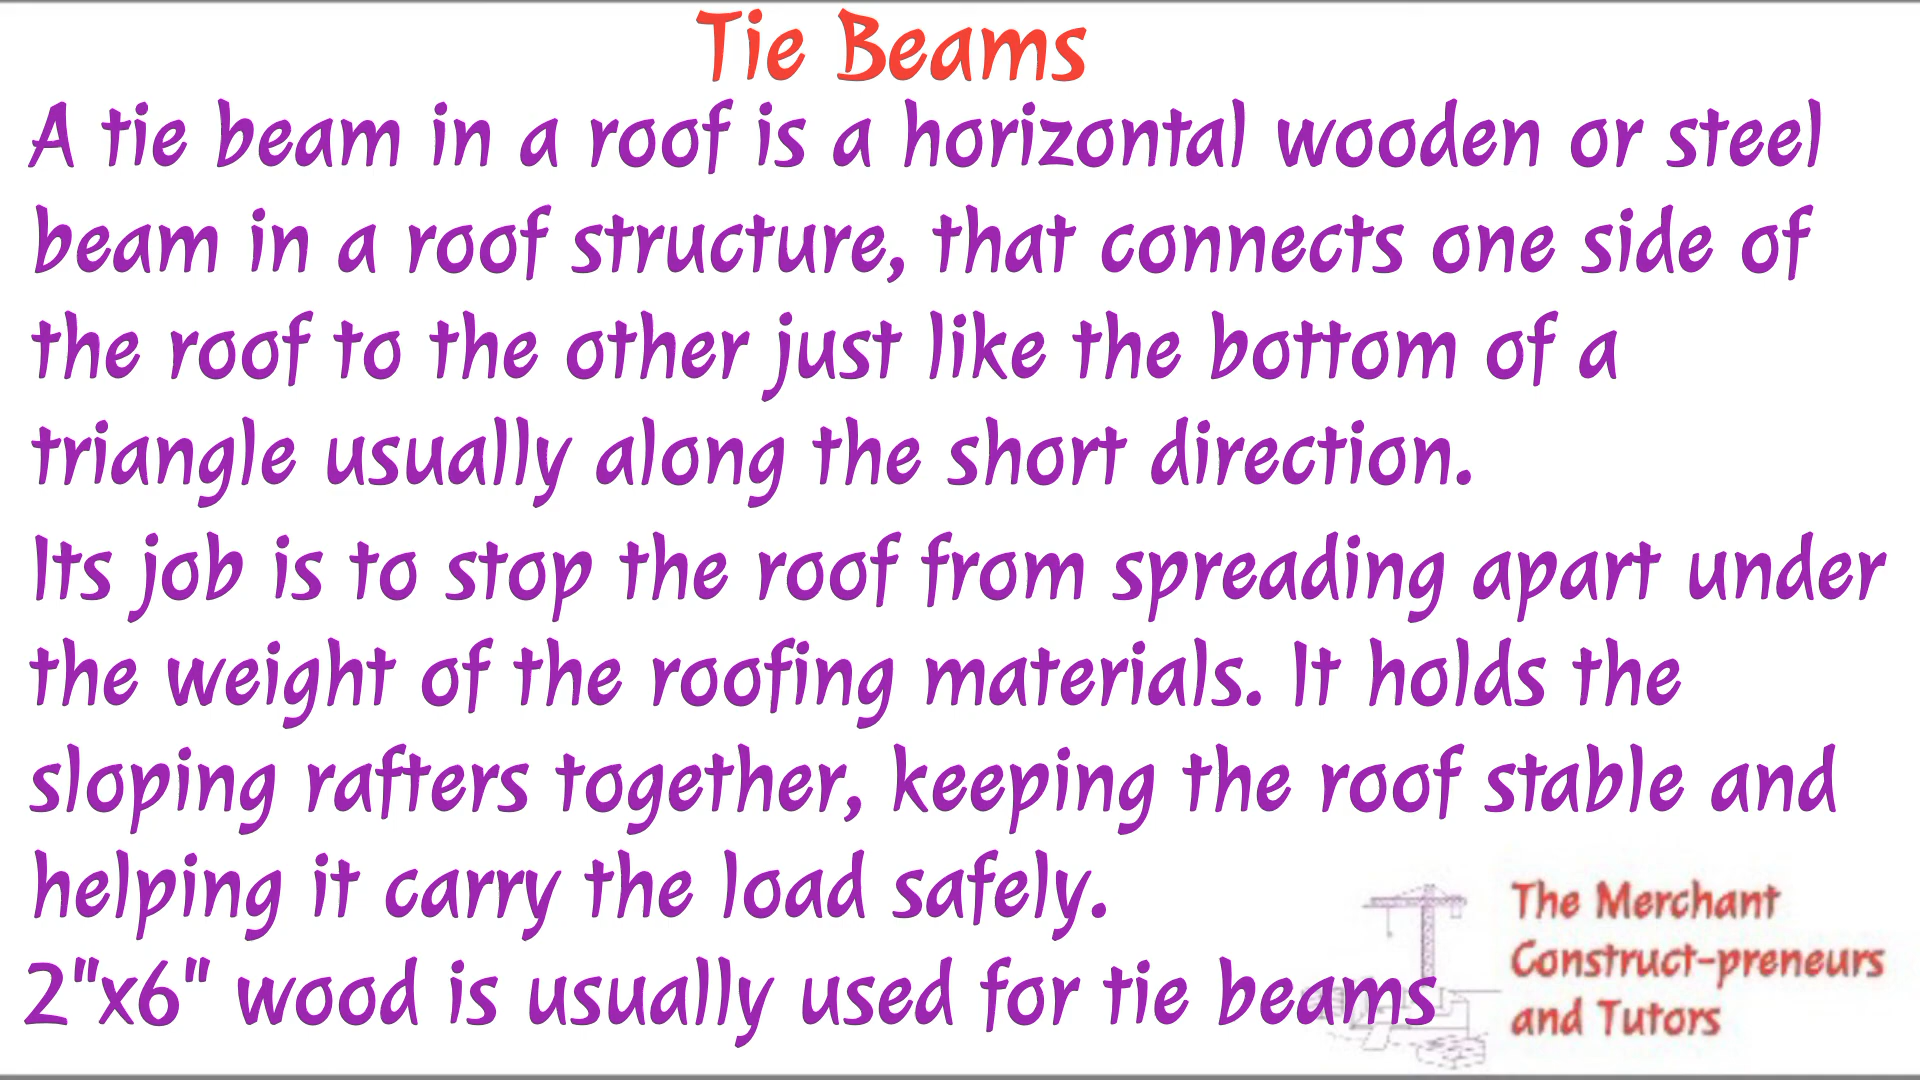 Tie Beams
A tie beam in a roof is a horizontal wooden or steel
beam in a roof structure, that connects one side of
the roof to the other just like the bottom of a
triangle usually along the short direction.
Its job is to stop the roof from spreading apart under
the weight of the roofing materials. It holds the
sloping rafters together, keeping the roof stable and
helping it carry the load safely.
2"x6" wood is usually used for tie beams
The Merchant
Construct-preneurs
and Tutors